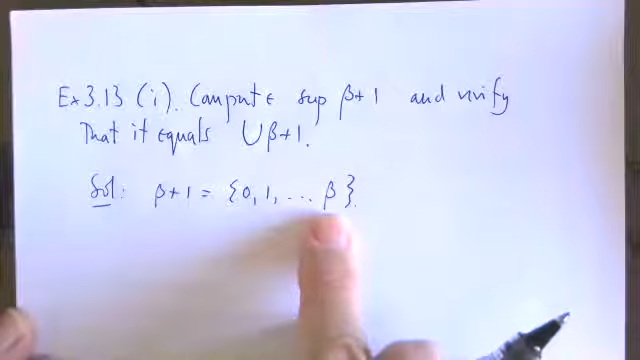 Ex 3.13 (i). Compute sup β+1 and verify
that it equals ∪β+1.
Sol: β+1 = {0, 1, ... β}.